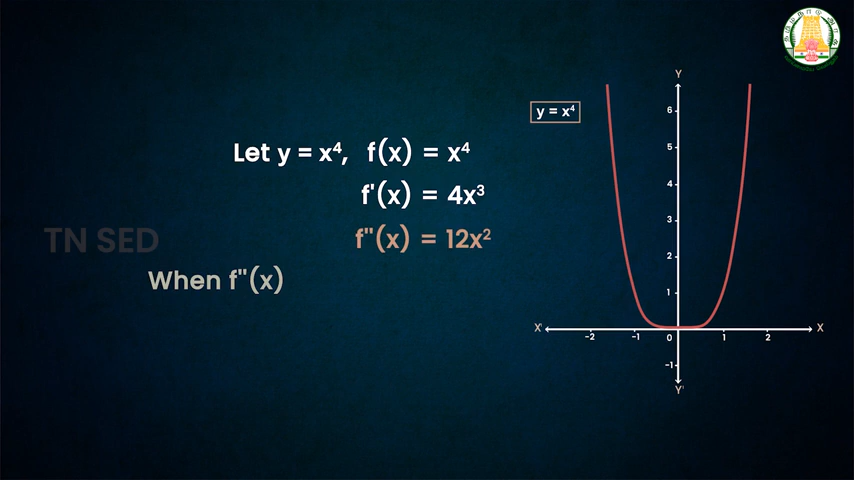 Let y = x⁴, f(x) = x⁴
f'(x) = 4x³
f"(x) = 12x²
TN SED
When f"(x)
y = x⁴
Y
6
5
4
3
2
1
X' -2 -1 0 1 2 X
-1
Y'